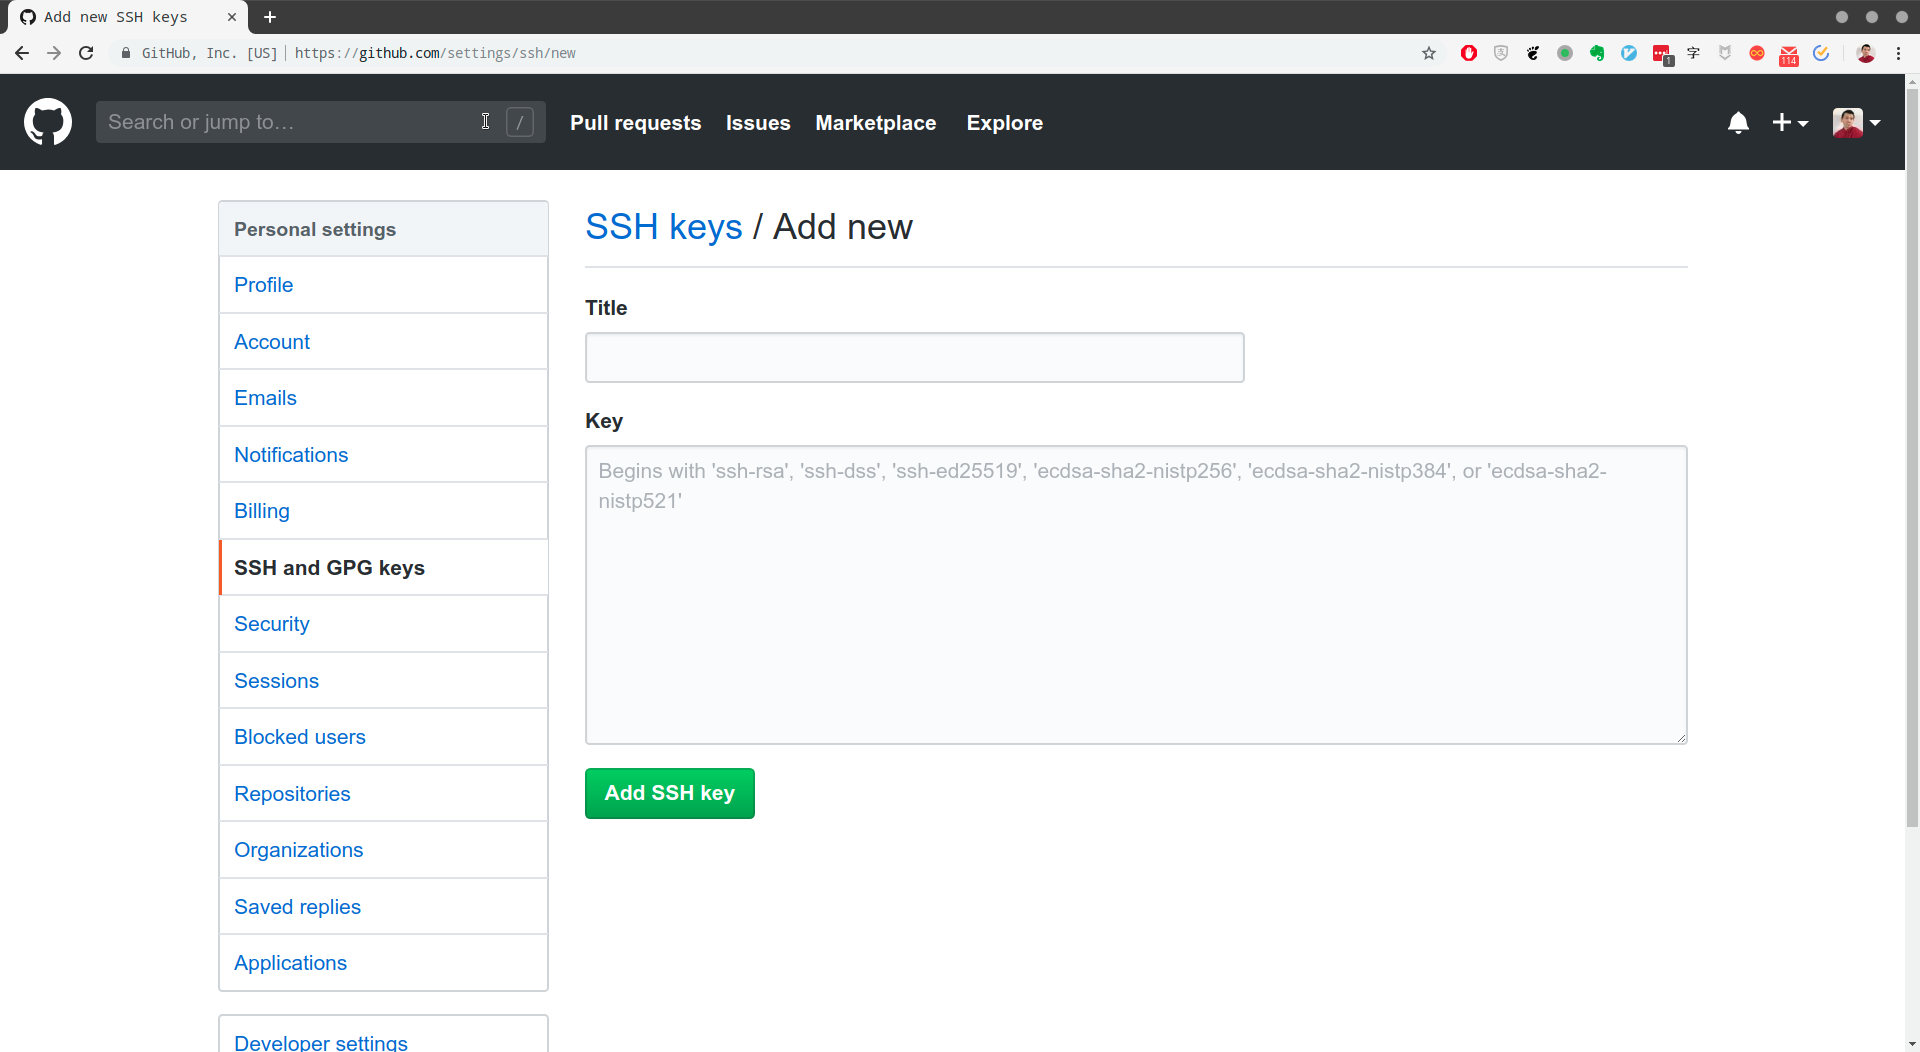 Add new SSH keys
GitHub, Inc. [US] | https://github.com/settings/ssh/new
1
字
114
Search or jump to…
/
Pull requests
Issues
Marketplace
Explore
Personal settings
Profile
Account
Emails
Notifications
Billing
SSH and GPG keys
Security
Sessions
Blocked users
Repositories
Organizations
Saved replies
Applications
Developer settings
SSH keys / Add new
Title
Key
Begins with 'ssh-rsa', 'ssh-dss', 'ssh-ed25519', 'ecdsa-sha2-nistp256', 'ecdsa-sha2-nistp384', or 'ecdsa-sha2-
nistp521'
Add SSH key